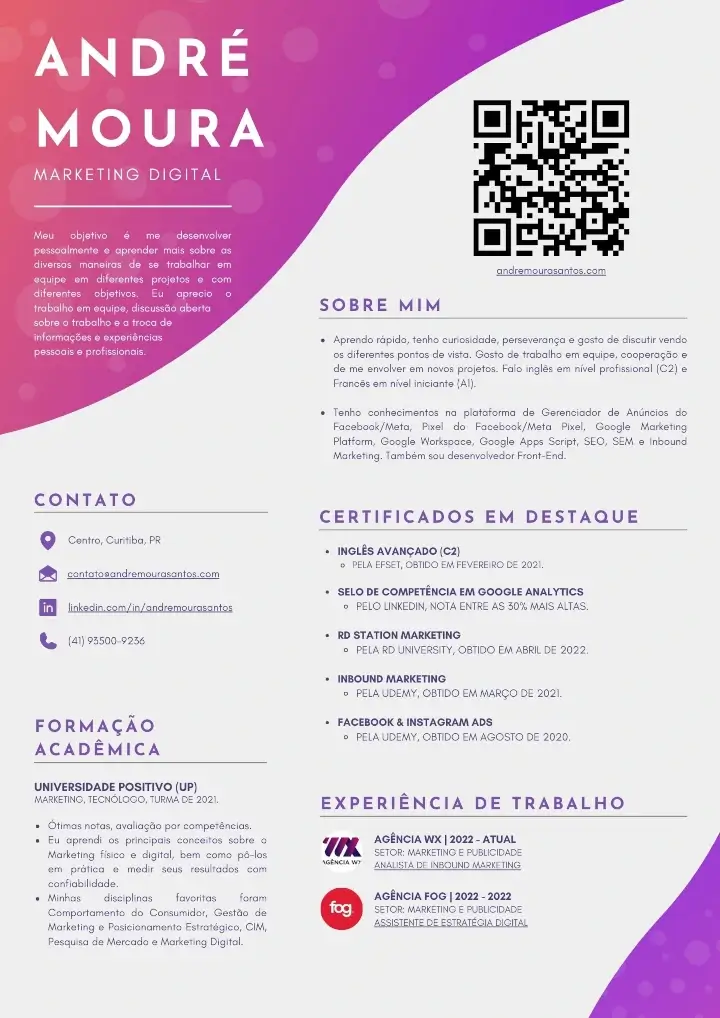 ANDRÉ
MOURA
MARKETING DIGITAL
Meu objetivo é me desenvolver
pessoalmente e aprender mais sobre as
diversas maneiras de se trabalhar em
equipe em diferentes projetos e com
diferentes objetivos. Eu aprecio o
trabalho em equipe, discussão aberta
sobre o trabalho e a troca de
informações e experiências
pessoais e profissionais.
andremourasantos.com
SOBRE MIM
• Aprendo rápido, tenho curiosidade, perseverança e gosto de discutir vendo
os diferentes pontos de vista. Gosto de trabalho em equipe, cooperação e
de me envolver em novos projetos. Falo inglês em nível profissional (C2) e
Francês em nível iniciante (A1).
• Tenho conhecimentos na plataforma de Gerenciador de Anúncios do
Facebook/Meta, Pixel do Facebook/Meta Pixel, Google Marketing
Platform, Google Workspace, Google Apps Script, SEO, SEM e Inbound
Marketing. Também sou desenvolvedor Front-End.
CONTATO
Centro, Curitiba, PR
contato@andremourasantos.com
in linkedin.com/in/andremourasantos
(41) 93500-9236
FORMAÇÃO
ACADÊMICA
UNIVERSIDADE POSITIVO (UP)
MARKETING, TECNÓLOGO, TURMA DE 2021.
• Ótimas notas, avaliação por competências.
• Eu aprendi os principais conceitos sobre o
Marketing físico e digital, bem como pô-los
em prática e medir seus resultados com
confiabilidade.
• Minhas disciplinas favoritas foram
Comportamento do Consumidor, Gestão de
Marketing e Posicionamento Estratégico, CIM,
Pesquisa de Mercado e Marketing Digital.
CERTIFICADOS EM DESTAQUE
• INGLÊS AVANÇADO (C2)
○ PELA EFSET, OBTIDO EM FEVEREIRO DE 2021.
• SELO DE COMPETÊNCIA EM GOOGLE ANALYTICS
○ PELO LINKEDIN, NOTA ENTRE AS 30% MAIS ALTAS.
• RD STATION MARKETING
○ PELA RD UNIVERSITY, OBTIDO EM ABRIL DE 2022.
• INBOUND MARKETING
○ PELA UDEMY, OBTIDO EM MARÇO DE 2021.
• FACEBOOK & INSTAGRAM ADS
○ PELA UDEMY, OBTIDO EM AGOSTO DE 2020.
EXPERIÊNCIA DE TRABALHO
WX
AGÊNCIA WX
AGÊNCIA WX | 2022 - ATUAL
SETOR: MARKETING E PUBLICIDADE
ANALISTA DE INBOUND MARKETING
fog
AGÊNCIA FOG | 2022 - 2022
SETOR: MARKETING E PUBLICIDADE
ASSISTENTE DE ESTRATÉGIA DIGITAL